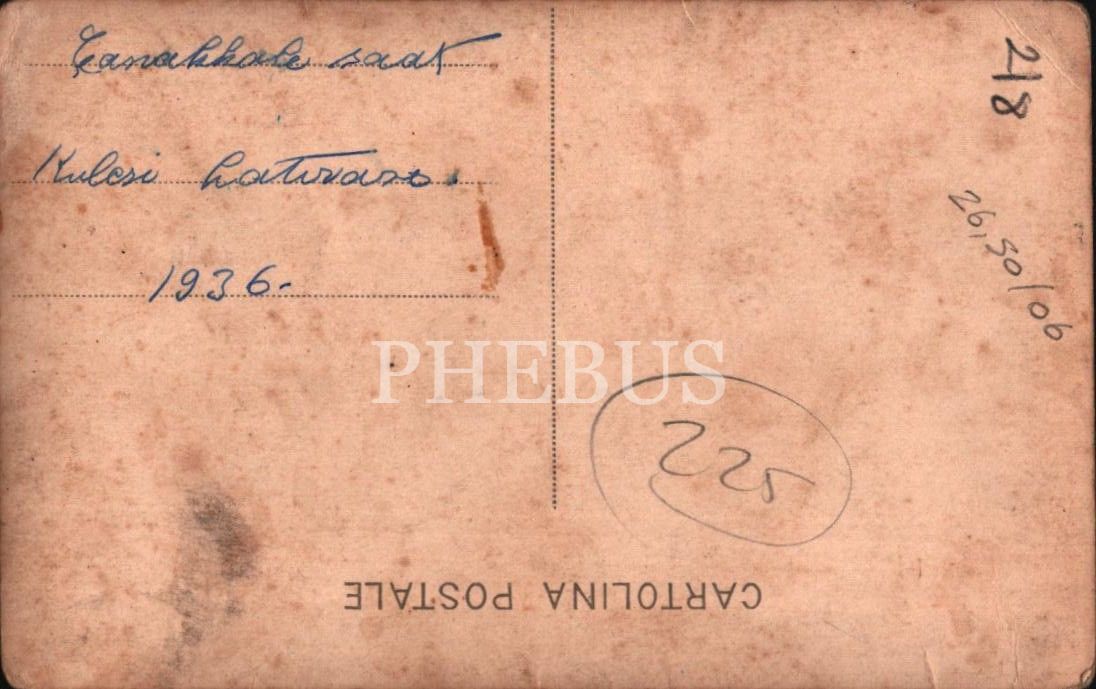 Çanakkale saat
Kulesi hatırası.
1936.
218
26,50/06
PHEBUS
225
CARTOLINA POSTALE